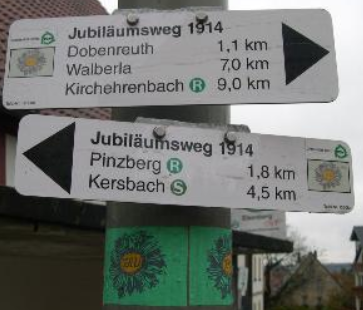 Jubiläumsweg 1914
Dobenreuth 1,1 km
Walberla 7,0 km
Kirchehrenbach R 9,0 km
Jubiläumsweg 1914
Pinzberg R 1,8 km
Kersbach S 4,5 km